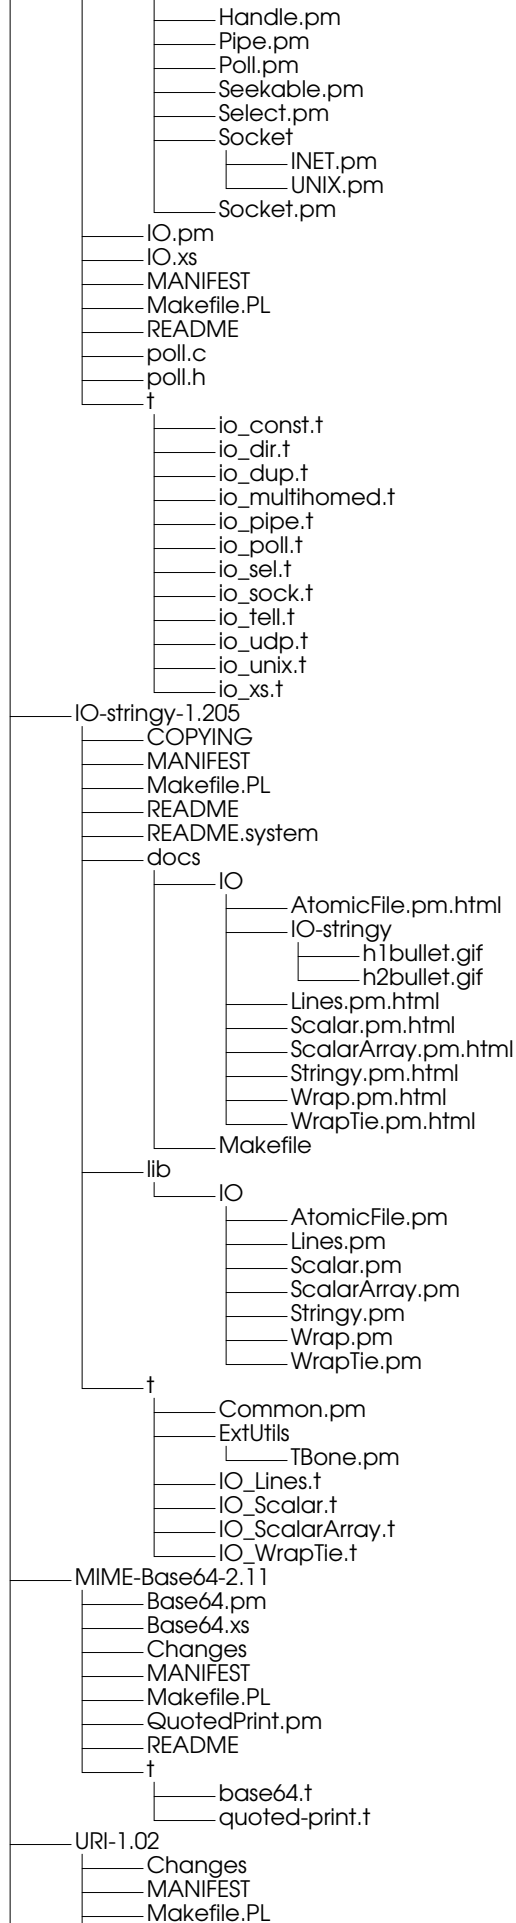 Handle.pm
Pipe.pm
Poll.pm
Seekable.pm
Select.pm
Socket
INET.pm
UNIX.pm
Socket.pm
IO.pm
IO.xs
MANIFEST
Makefile.PL
README
poll.c
poll.h
t
io_const.t
io_dir.t
io_dup.t
io_multihomed.t
io_pipe.t
io_poll.t
io_sel.t
io_sock.t
io_tell.t
io_udp.t
io_unix.t
io_xs.t
IO-stringy-1.205
COPYING
MANIFEST
Makefile.PL
README
README.system
docs
IO
AtomicFile.pm.html
IO-stringy
h1bullet.gif
h2bullet.gif
Lines.pm.html
Scalar.pm.html
ScalarArray.pm.html
Stringy.pm.html
Wrap.pm.html
WrapTie.pm.html
Makefile
lib
IO
AtomicFile.pm
Lines.pm
Scalar.pm
ScalarArray.pm
Stringy.pm
Wrap.pm
WrapTie.pm
t
Common.pm
ExtUtils
TBone.pm
IO_Lines.t
IO_Scalar.t
IO_ScalarArray.t
IO_WrapTie.t
MIME-Base64-2.11
Base64.pm
Base64.xs
Changes
MANIFEST
Makefile.PL
QuotedPrint.pm
README
t
base64.t
quoted-print.t
URI-1.02
Changes
MANIFEST
Makefile.PL